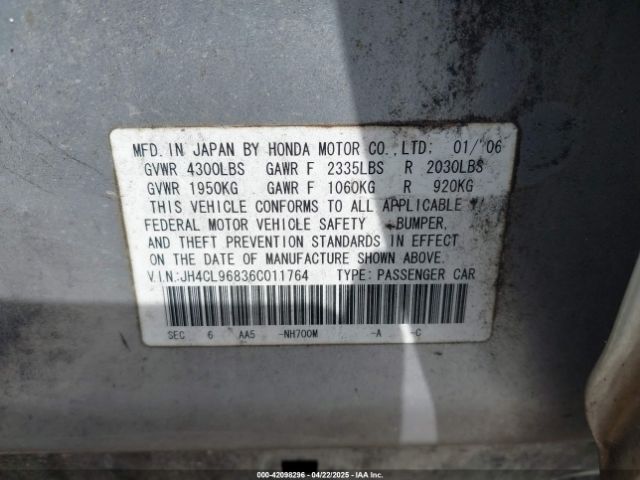 MFD. IN JAPAN BY HONDA MOTOR CO.,LTD: 01/'06
GVWR 4300LBS GAWR F 2335LBS R 2030LBS
GVWR 1950KG GAWR F 1060KG R 920KG
THIS VEHICLE CONFORMS TO ALL APPLICABLE
FEDERAL MOTOR VEHICLE SAFETY, BUMPER,
AND THEFT PREVENTION STANDARDS IN EFFECT
ON THE DATE OF MANUFACTURE SHOWN ABOVE.
V.I.N:JH4CL96836C011764 TYPE: PASSENGER CAR
SEC 6 AA5 -NH700M -A -C
000-42098296 - 04/22/2025 - IAAI, Inc.